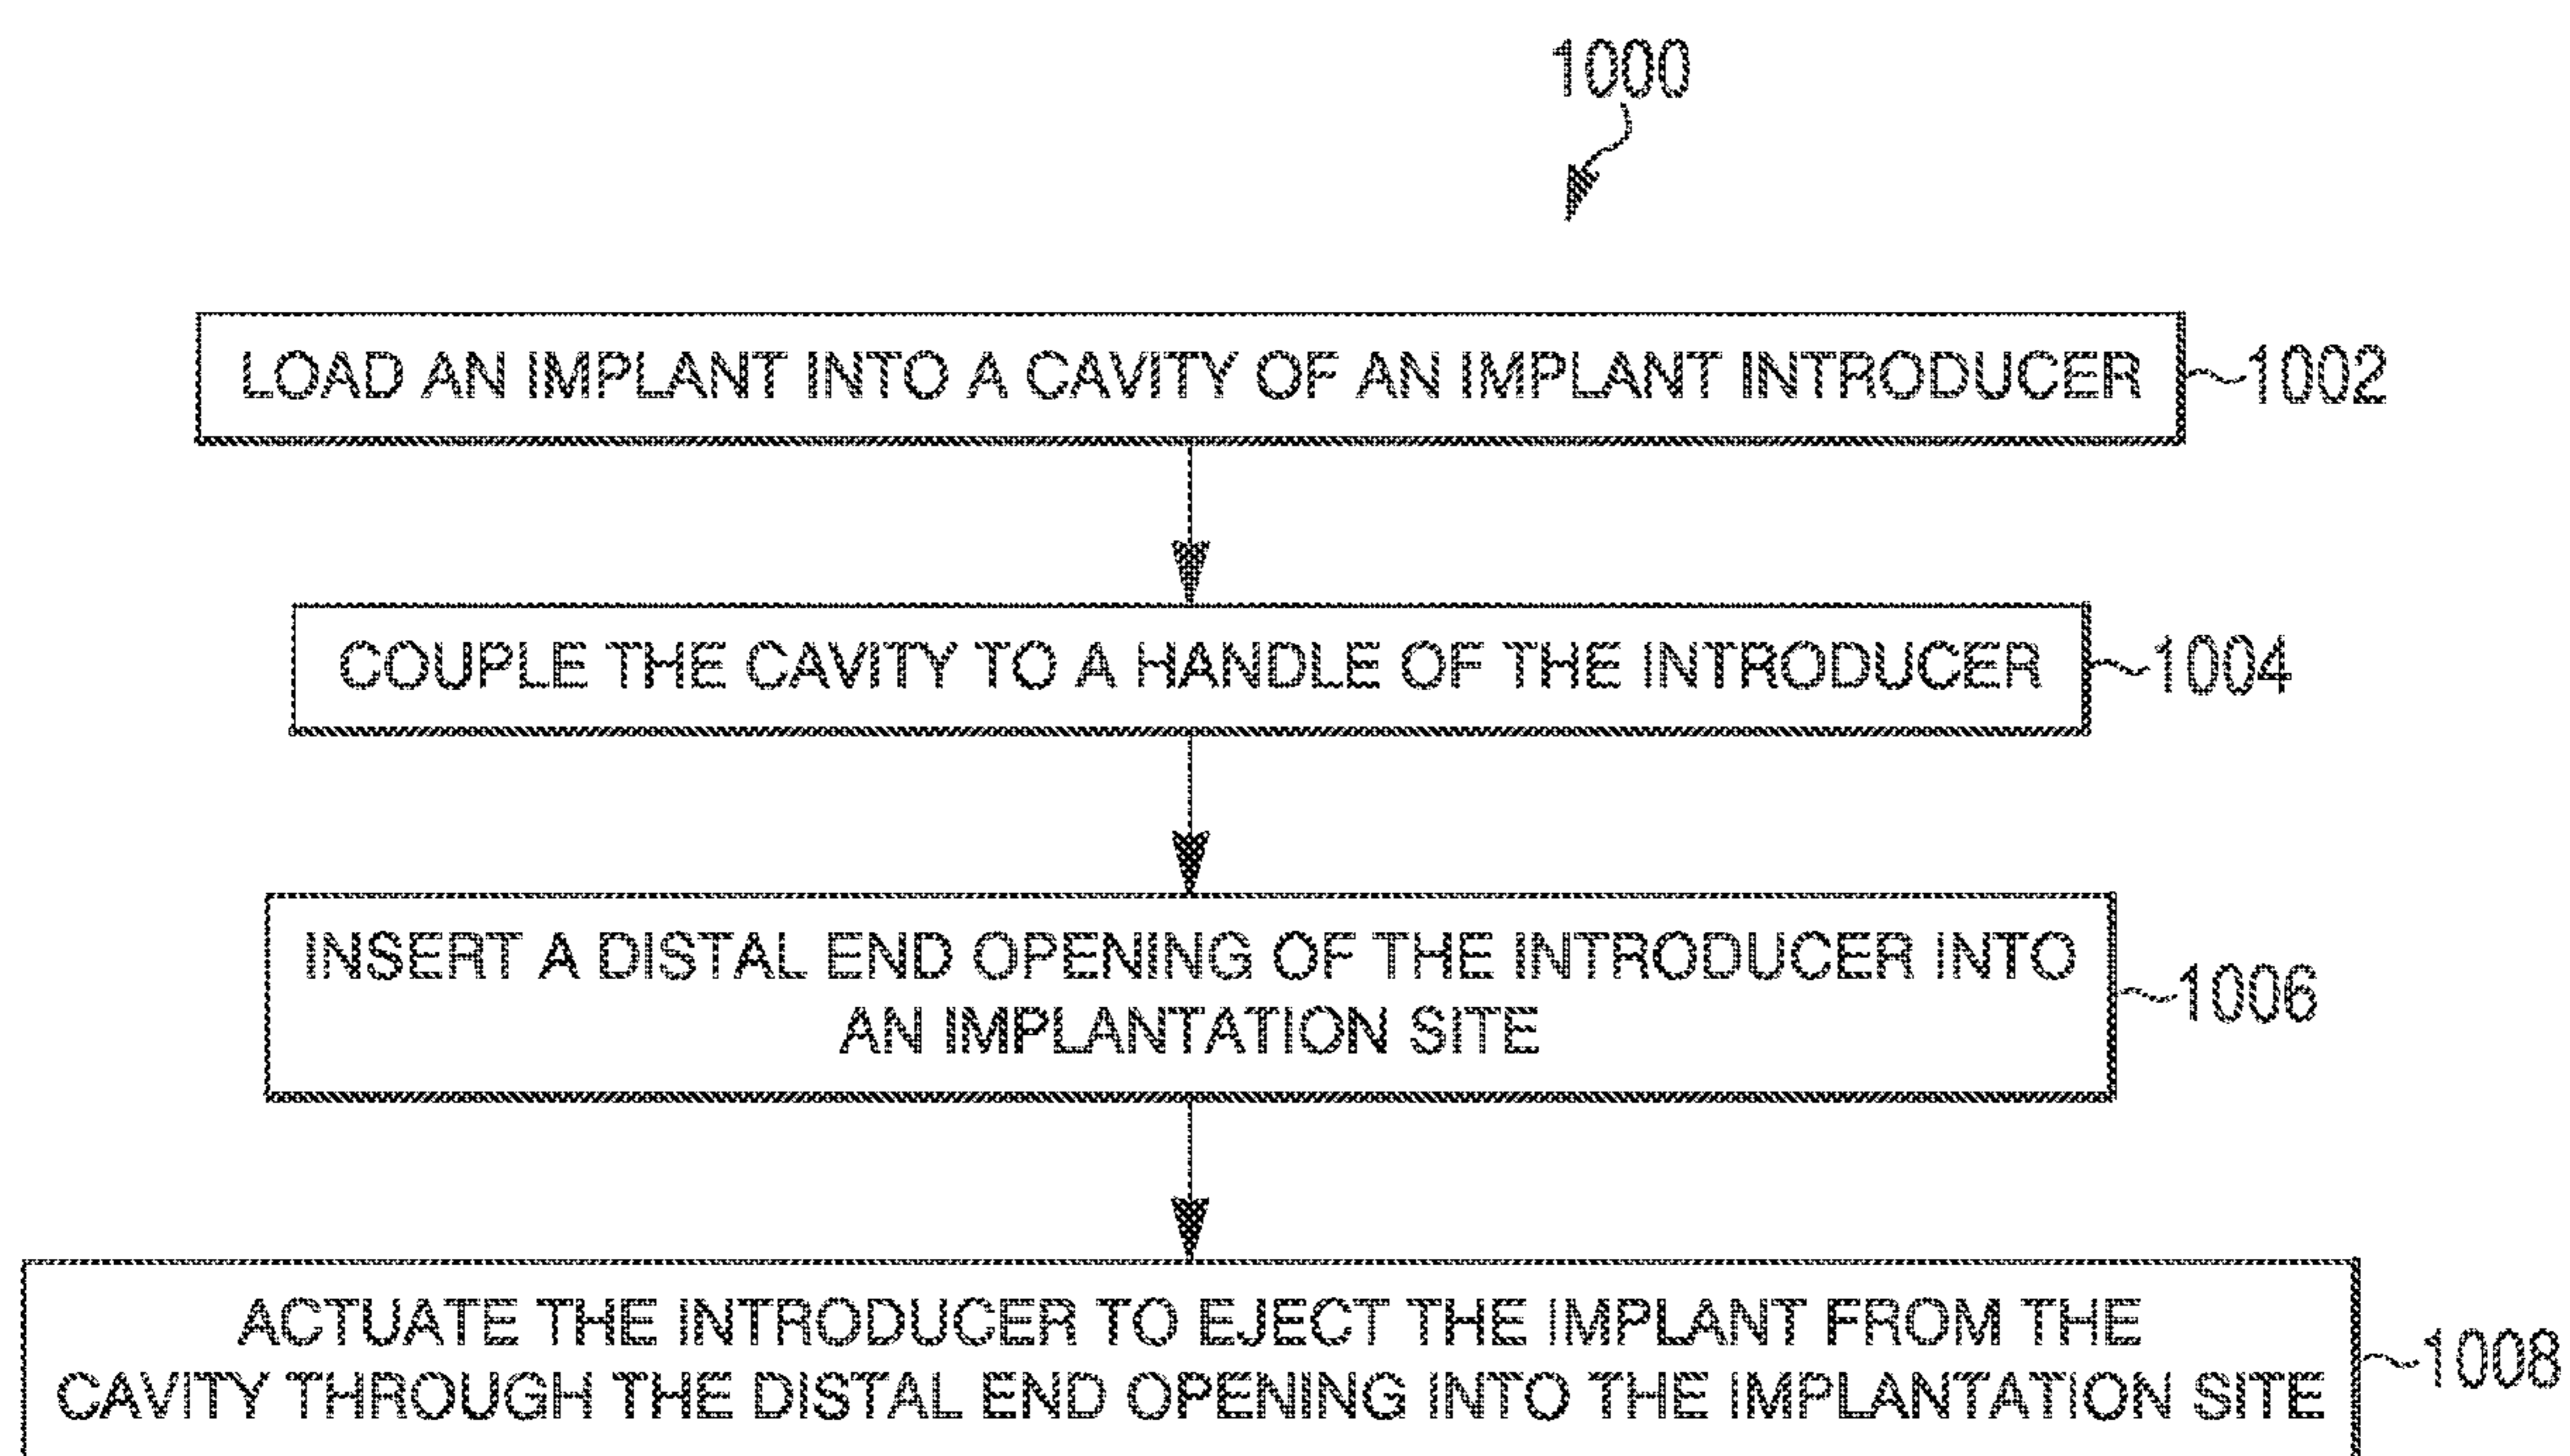 1000
LOAD AN IMPLANT INTO A CAVITY OF AN IMPLANT INTRODUCER
1002
COUPLE THE CAVITY TO A HANDLE OF THE INTRODUCER
1004
INSERT A DISTAL END OPENING OF THE INTRODUCER INTO
AN IMPLANTATION SITE
1006
ACTUATE THE INTRODUCER TO EJECT THE IMPLANT FROM THE
CAVITY THROUGH THE DISTAL END OPENING INTO THE IMPLANTATION SITE
1008